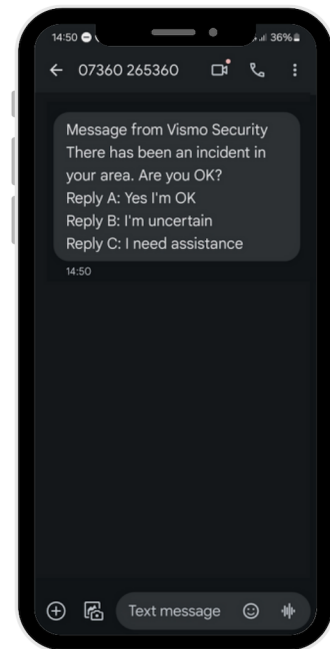 14:50
36%
07360 265360
Message from Vismo Security
There has been an incident in
your area. Are you OK?
Reply A: Yes I'm OK
Reply B: I'm uncertain
Reply C: I need assistance
14:50
Text message